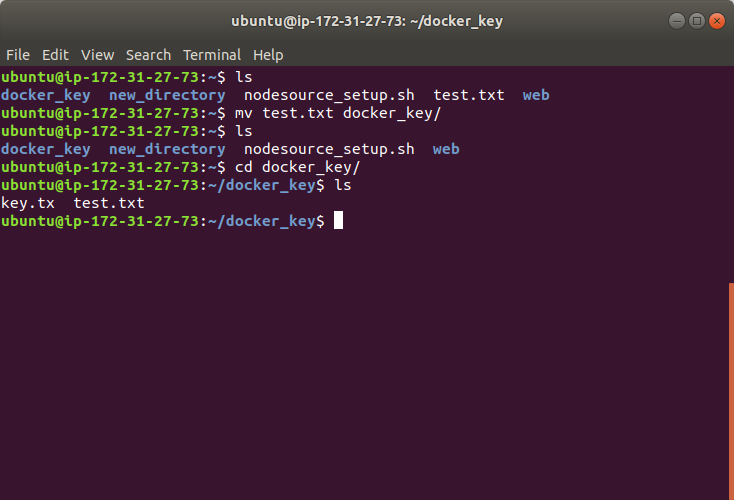 ubuntu@ip-172-31-27-73: ~/docker_key
File Edit View Search Terminal Help
ubuntu@ip-172-31-27-73:~$ ls
docker_key  new_directory  nodesource_setup.sh  test.txt  web
ubuntu@ip-172-31-27-73:~$ mv test.txt docker_key/
ubuntu@ip-172-31-27-73:~$ ls
docker_key  new_directory  nodesource_setup.sh  web
ubuntu@ip-172-31-27-73:~$ cd docker_key/
ubuntu@ip-172-31-27-73:~/docker_key$ ls
key.tx  test.txt
ubuntu@ip-172-31-27-73:~/docker_key$